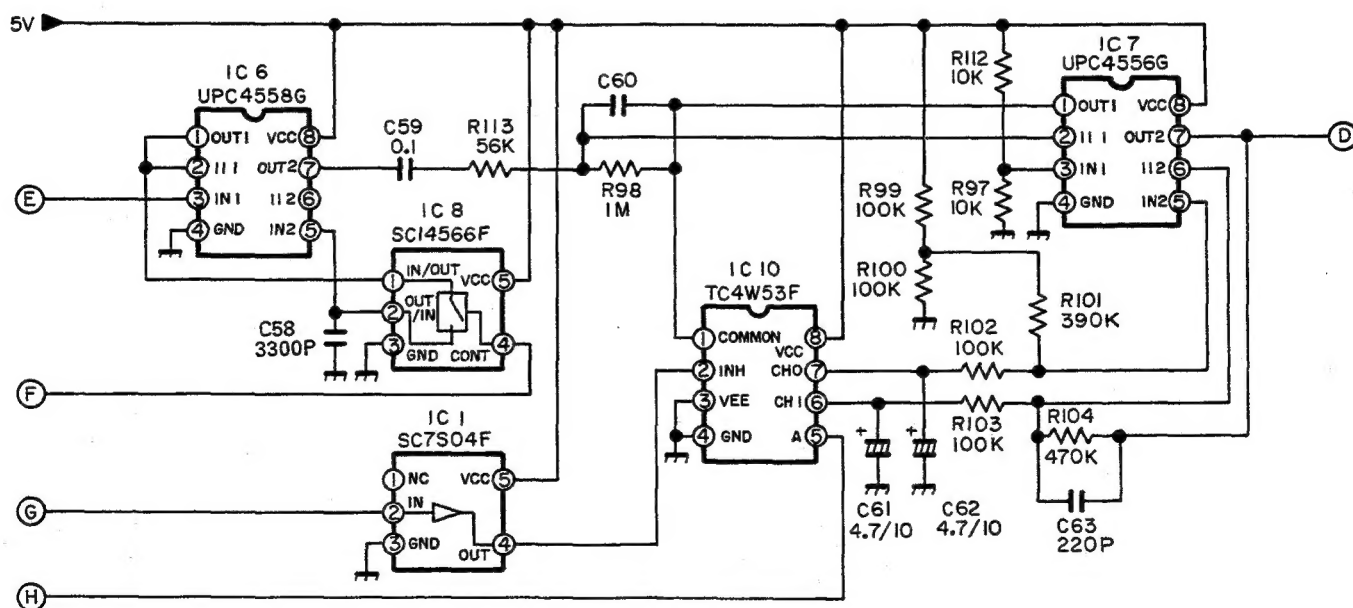 5V
IC 6
UPC4558G
1 OUT1
VCC 8
2 II1
OUT2 7
3 IN1
II2 6
4 GND
IN2 5
C59
0.1
R113
56K
C60
R98
1M
R112
10K
IC 7
UPC4556G
1 OUT1
VCC 8
2 II1
OUT2 7
3 IN1
II2 6
4 GND
IN2 5
D
E
R99
100K
R97
10K
IC 8
SC14566F
1 IN/OUT
VCC 5
2 OUT/IN
3 GND
CONT 4
C58
3300P
R100
100K
IC 10
TC4W53F
1 COMMON
VCC 8
2 INH
CH0 7
3 VEE
CH1 6
4 GND
A 5
R101
390K
R102
100K
R103
100K
R104
470K
F
IC 1
SC7S04F
1 NC
VCC 5
2 IN
3 GND
OUT 4
+
+
C61
4.7/10
C62
4.7/10
C63
220P
G
H